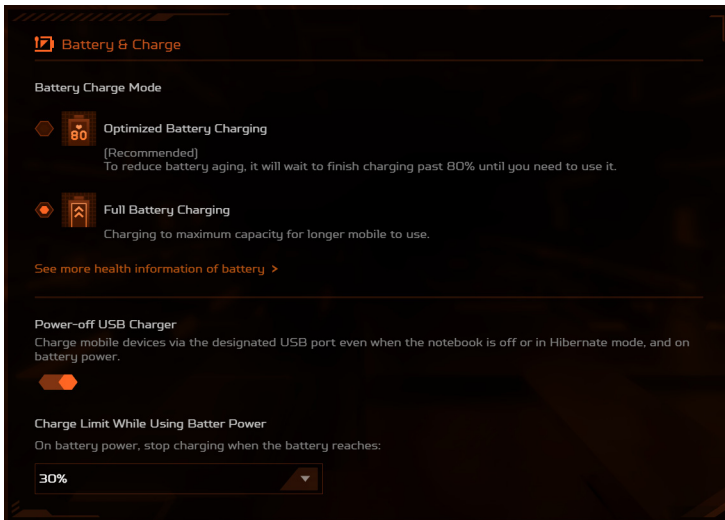 Battery & Charge
Battery Charge Mode
80
Optimized Battery Charging
(Recommended)
To reduce battery aging, it will wait to finish charging past 80% until you need to use it.
Full Battery Charging
Charging to maximum capacity for longer mobile to use.
See more health information of battery >
Power-off USB Charger
Charge mobile devices via the designated USB port even when the notebook is off or in Hibernate mode, and on
battery power.
Charge Limit While Using Batter Power
On battery power, stop charging when the battery reaches:
30%